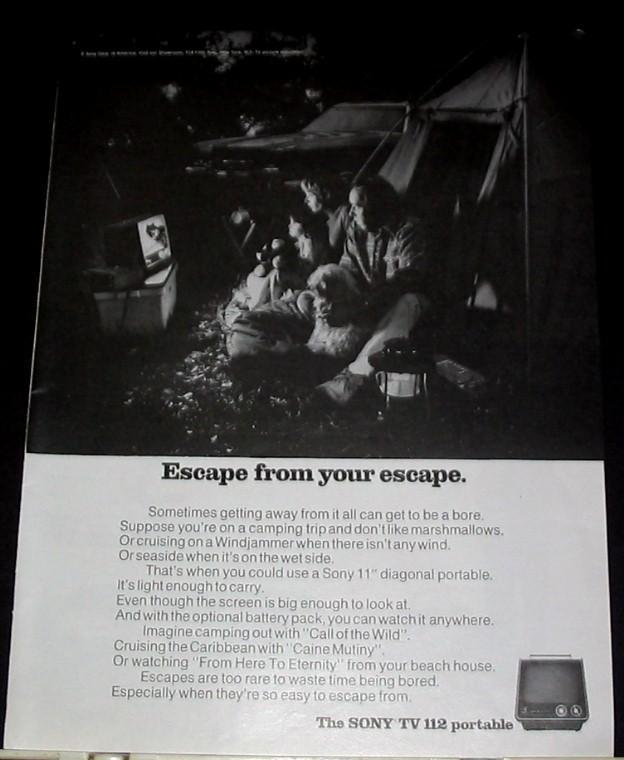 Escape from your escape.
Sometimes getting away from it all can get to be a bore.
Suppose you're on a camping trip and don't like marshmallows.
Or cruising on a Windjammer when there isn't any wind.
Or seaside when it's on the wet side.
That's when you could use a Sony 11" diagonal portable.
It's light enough to carry.
Even though the screen is big enough to look at.
And with the optional battery pack, you can watch it anywhere.
Imagine camping out with "Call of the Wild".
Cruising the Caribbean with "Caine Mutiny".
Or watching "From Here To Eternity" from your beach house.
Escapes are too rare to waste time being bored.
Especially when they're so easy to escape from.
The SONY TV 112 portable